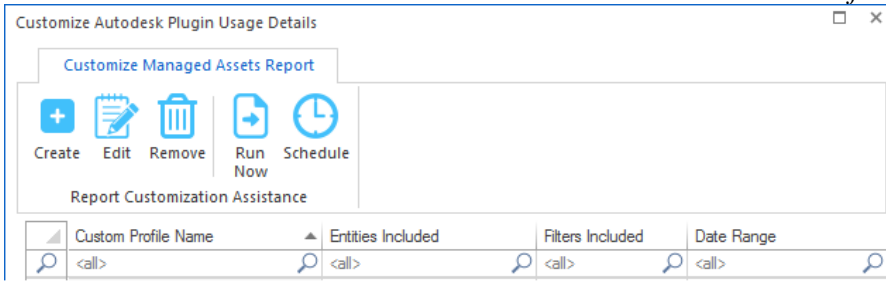 Customize Autodesk Plugin Usage Details
Customize Managed Assets Report
Create Edit Remove Run Now Schedule
Report Customization Assistance
Custom Profile Name Entities Included Filters Included Date Range
<all> <all> <all> <all>